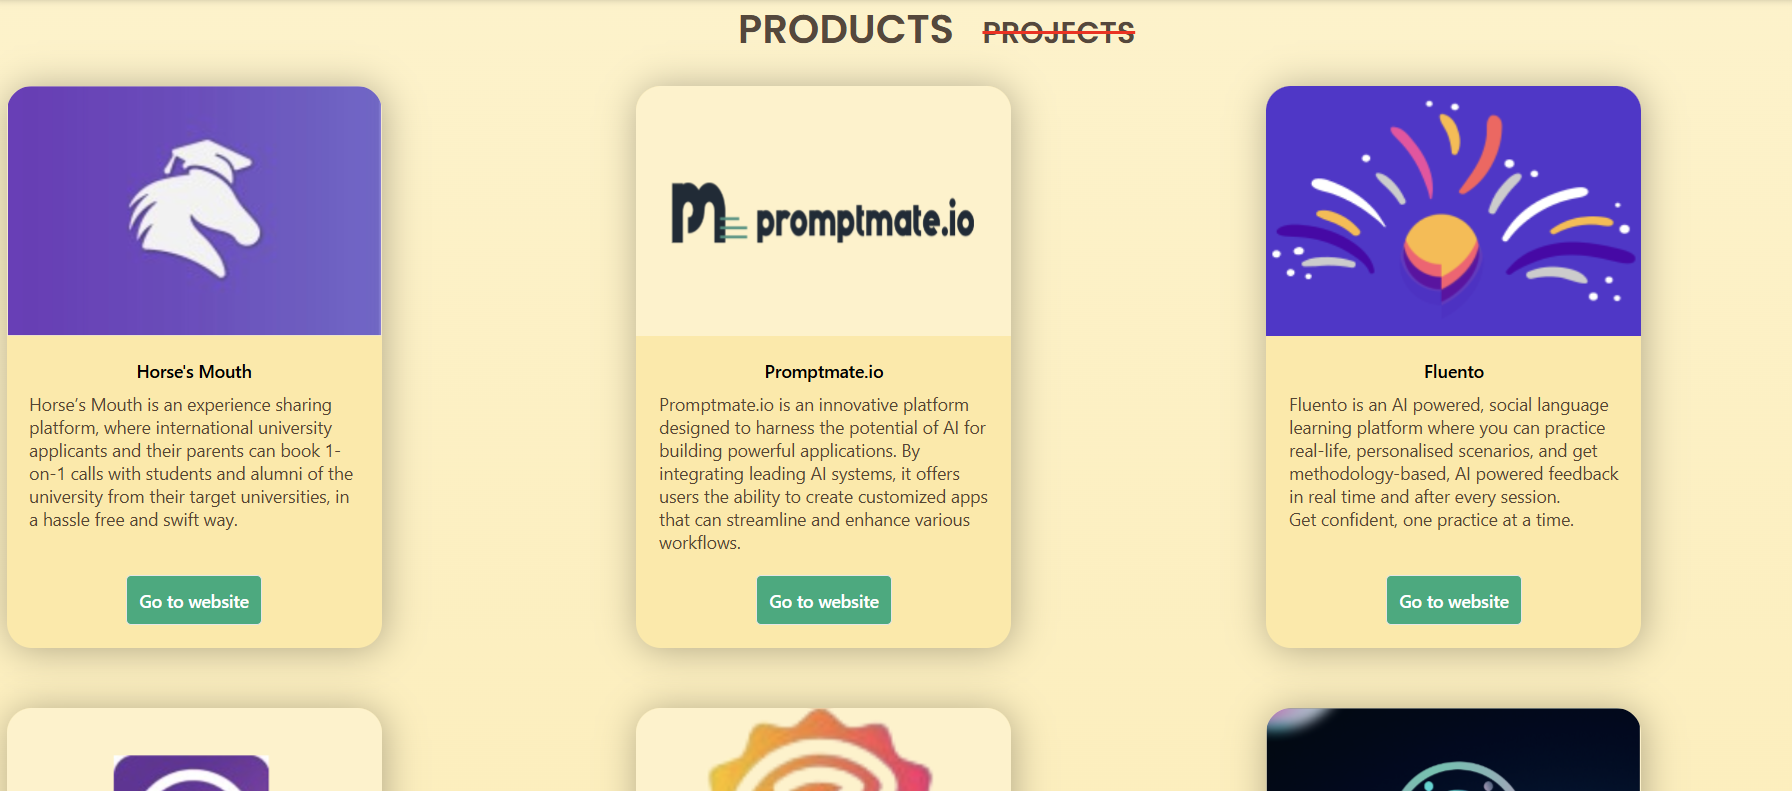 PRODUCTS PROJECTS
promptmate.io
Horse's Mouth
Horse’s Mouth is an experience sharing
platform, where international university
applicants and their parents can book 1-
on-1 calls with students and alumni of the
university from their target universities, in
a hassle free and swift way.
Go to website
Promptmate.io
Promptmate.io is an innovative platform
designed to harness the potential of AI for
building powerful applications. By
integrating leading AI systems, it offers
users the ability to create customized apps
that can streamline and enhance various
workflows.
Go to website
Fluento
Fluento is an AI powered, social language
learning platform where you can practice
real-life, personalised scenarios, and get
methodology-based, AI powered feedback
in real time and after every session.
Get confident, one practice at a time.
Go to website